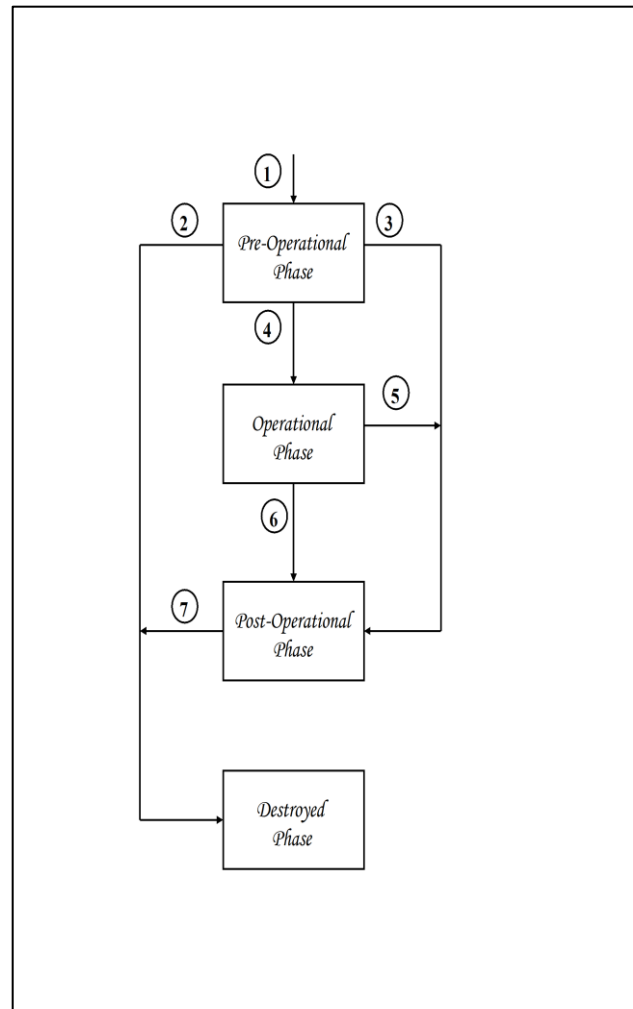 1
2
3
Pre-Operational
Phase
4
5
Operational
Phase
6
7
Post-Operational
Phase
Destroyed
Phase